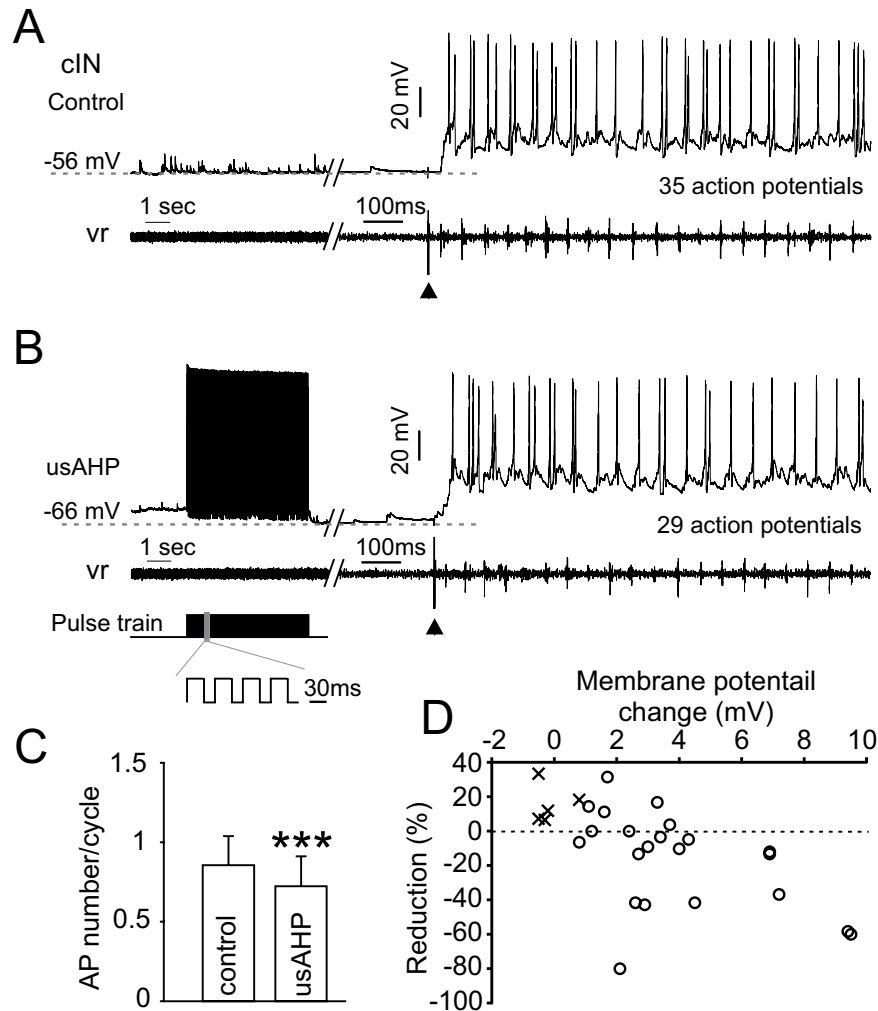 A
cIN
Control
20 mV
-56 mV
35 action potentials
1 sec
100ms
vr
B
usAHP
20 mV
-66 mV
29 action potentials
1 sec
100ms
vr
Pulse train
30ms
C
AP number/cycle
1.5
1
0.5
0
control
usAHP
***
D
Membrane potentail
change (mV)
-2 0 2 4 6 8 10
Reduction (%)
40
20
0
-20
-40
-60
-80
-100